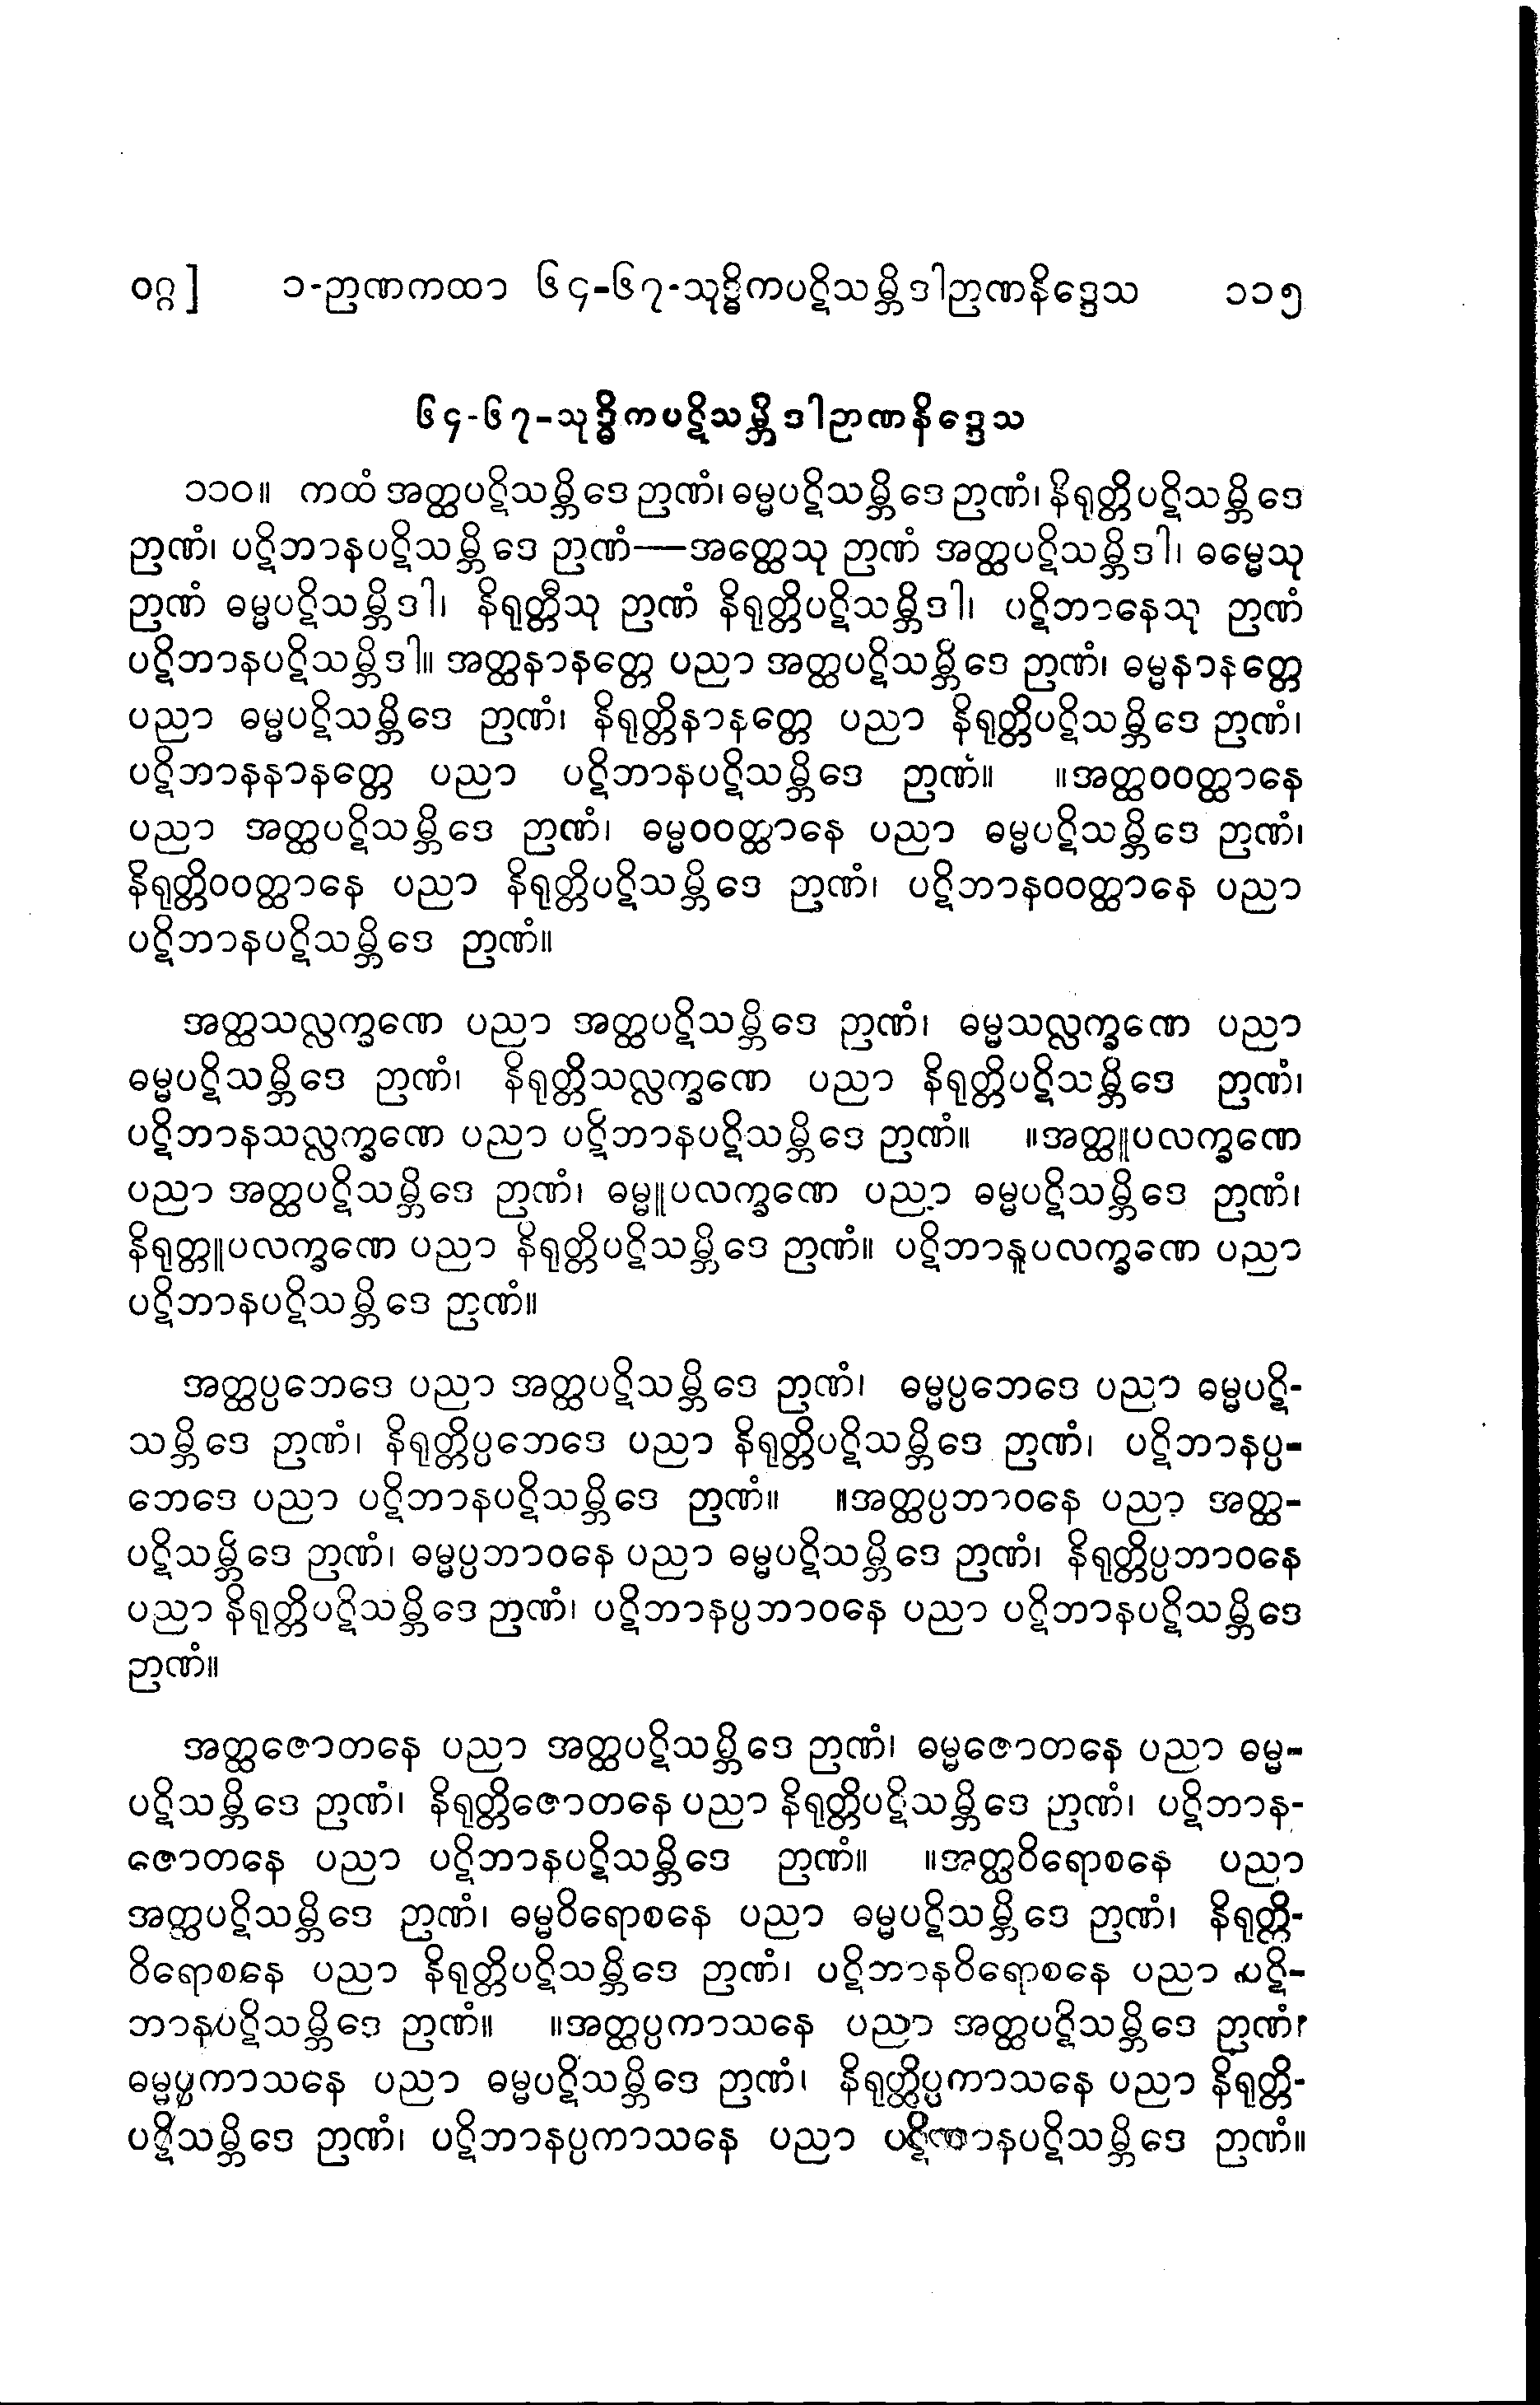 ဝဂ္ဂ] ၁-ဉာဏကထာ ၆၄-၆၇-သုဒ္ဓိကပဋိသမ္ဘိဒါဉာဏနိဒ္ဒေသ ၁၁၅
၆၄-၆၇-သုဒ္ဓိကပဋိသမ္ဘိဒါဉာဏနိဒ္ဒေသ
၁၁၀။ ကထံ အတ္ထပဋိသမ္ဘိဒေ ဉာဏံ၊ ဓမ္မပဋိသမ္ဘိဒေ ဉာဏံ၊ နိရုတ္တိပဋိသမ္ဘိဒေ
ဉာဏံ၊ ပဋိဘာနပဋိသမ္ဘိဒေ ဉာဏံ—အတ္ထေသု ဉာဏံ အတ္ထပဋိသမ္ဘိဒါ၊ ဓမ္မေသု
ဉာဏံ ဓမ္မပဋိသမ္ဘိဒါ၊ နိရုတ္တီသု ဉာဏံ နိရုတ္တိပဋိသမ္ဘိဒါ၊ ပဋိဘာနေသု ဉာဏံ
ပဋိဘာနပဋိသမ္ဘိဒါ။ အတ္ထနာနတ္တေ ပညာ အတ္ထပဋိသမ္ဘိဒေ ဉာဏံ၊ ဓမ္မနာနတ္တေ
ပညာ ဓမ္မပဋိသမ္ဘိဒေ ဉာဏံ၊ နိရုတ္တိနာနတ္တေ ပညာ နိရုတ္တိပဋိသမ္ဘိဒေ ဉာဏံ၊
ပဋိဘာနနာနတ္တေ ပညာ ပဋိဘာနပဋိသမ္ဘိဒေ ဉာဏံ။ ။အတ္ထဝဝတ္ထာနေ
ပညာ အတ္ထပဋိသမ္ဘိဒေ ဉာဏံ၊ ဓမ္မဝဝတ္ထာနေ ပညာ ဓမ္မပဋိသမ္ဘိဒေ ဉာဏံ၊
နိရုတ္တိဝဝတ္ထာနေ ပညာ နိရုတ္တိပဋိသမ္ဘိဒေ ဉာဏံ၊ ပဋိဘာနဝဝတ္ထာနေ ပညာ
ပဋိဘာနပဋိသမ္ဘိဒေ ဉာဏံ။
အတ္ထသလ္လက္ခဏေ ပညာ အတ္ထပဋိသမ္ဘိဒေ ဉာဏံ၊ ဓမ္မသလ္လက္ခဏေ ပညာ
ဓမ္မပဋိသမ္ဘိဒေ ဉာဏံ၊ နိရုတ္တိသလ္လက္ခဏေ ပညာ နိရုတ္တိပဋိသမ္ဘိဒေ ဉာဏံ၊
ပဋိဘာနသလ္လက္ခဏေ ပညာ ပဋိဘာနပဋိသမ္ဘိဒေ ဉာဏံ။ ။အတ္ထူပလက္ခဏေ
ပညာ အတ္ထပဋိသမ္ဘိဒေ ဉာဏံ၊ ဓမ္မူပလက္ခဏေ ပညာ ဓမ္မပဋိသမ္ဘိဒေ ဉာဏံ၊
နိရုတ္တူပလက္ခဏေ ပညာ နိရုတ္တိပဋိသမ္ဘိဒေ ဉာဏံ။ ပဋိဘာနူပလက္ခဏေ ပညာ
ပဋိဘာနပဋိသမ္ဘိဒေ ဉာဏံ။
အတ္ထပ္ပဘေဒေ ပညာ အတ္ထပဋိသမ္ဘိဒေ ဉာဏံ၊ ဓမ္မပ္ပဘေဒေ ပညာ ဓမ္မပဋိ-
သမ္ဘိဒေ ဉာဏံ၊ နိရုတ္တိပ္ပဘေဒေ ပညာ နိရုတ္တိပဋိသမ္ဘိဒေ ဉာဏံ၊ ပဋိဘာနပ္ပ-
ဘေဒေ ပညာ ပဋိဘာနပဋိသမ္ဘိဒေ ဉာဏံ။ ။အတ္ထပ္ပဘာဝနေ ပညာ အတ္ထ-
ပဋိသမ္ဘိဒေ ဉာဏံ၊ ဓမ္မပ္ပဘာဝနေ ပညာ ဓမ္မပဋိသမ္ဘိဒေ ဉာဏံ၊ နိရုတ္တိပ္ပဘာဝနေ
ပညာ နိရုတ္တိပဋိသမ္ဘိဒေ ဉာဏံ၊ ပဋိဘာနပ္ပဘာဝနေ ပညာ ပဋိဘာနပဋိသမ္ဘိဒေ
ဉာဏံ။
အတ္ထဇောတနေ ပညာ အတ္ထပဋိသမ္ဘိဒေ ဉာဏံ၊ ဓမ္မဇောတနေ ပညာ ဓမ္မ-
ပဋိသမ္ဘိဒေ ဉာဏံ၊ နိရုတ္တိဇောတနေ ပညာ နိရုတ္တိပဋိသမ္ဘိဒေ ဉာဏံ၊ ပဋိဘာန-
ဇောတနေ ပညာ ပဋိဘာနပဋိသမ္ဘိဒေ ဉာဏံ။ ။အတ္ထဝိရောစနေ ပညာ
အတ္ထပဋိသမ္ဘိဒေ ဉာဏံ၊ ဓမ္မဝိရောစနေ ပညာ ဓမ္မပဋိသမ္ဘိဒေ ဉာဏံ၊ နိရုတ္တိ-
ဝိရောစနေ ပညာ နိရုတ္တိပဋိသမ္ဘိဒေ ဉာဏံ၊ ပဋိဘာနဝိရောစနေ ပညာ ပဋိ-
ဘာနပဋိသမ္ဘိဒေ ဉာဏံ။ ။အတ္ထပ္ပကာသနေ ပညာ အတ္ထပဋိသမ္ဘိဒေ ဉာဏံ၊
ဓမ္မပ္ပကာသနေ ပညာ ဓမ္မပဋိသမ္ဘိဒေ ဉာဏံ၊ နိရုတ္တိပ္ပကာသနေ ပညာ နိရုတ္တိ-
ပဋိသမ္ဘိဒေ ဉာဏံ၊ ပဋိဘာနပ္ပကာသနေ ပညာ ပဋိဘာနပဋိသမ္ဘိဒေ ဉာဏံ။